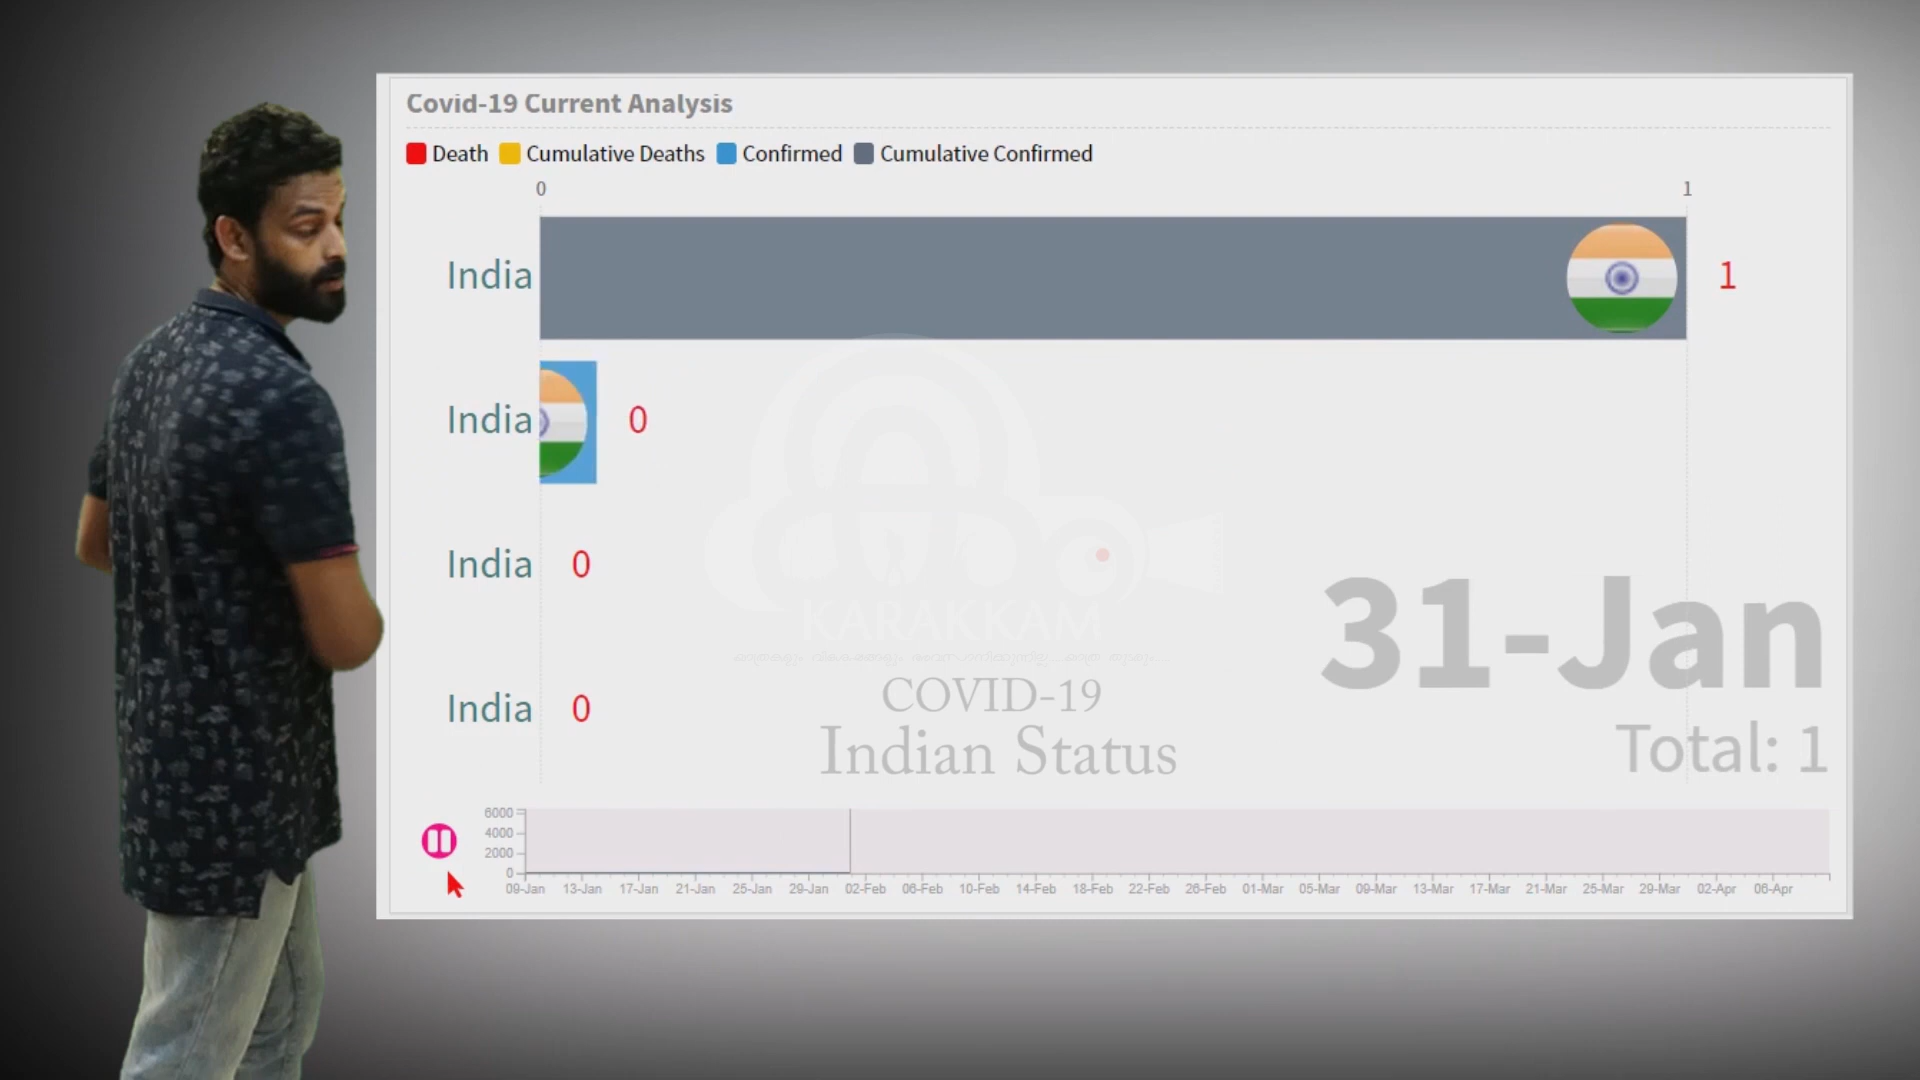 Covid-19 Current Analysis
Death Cumulative Deaths Confirmed Cumulative Confirmed
0 1
India 1
India 0
India 0
India 0
KARAKKAM
COVID-19
Indian Status
31-Jan
Total: 1
6000
4000
2000
0
09-Jan 13-Jan 17-Jan 21-Jan 25-Jan 29-Jan 02-Feb 06-Feb 10-Feb 14-Feb 18-Feb 22-Feb 26-Feb 01-Mar 05-Mar 09-Mar 13-Mar 17-Mar 21-Mar 25-Mar 29-Mar 02-Apr 06-Apr